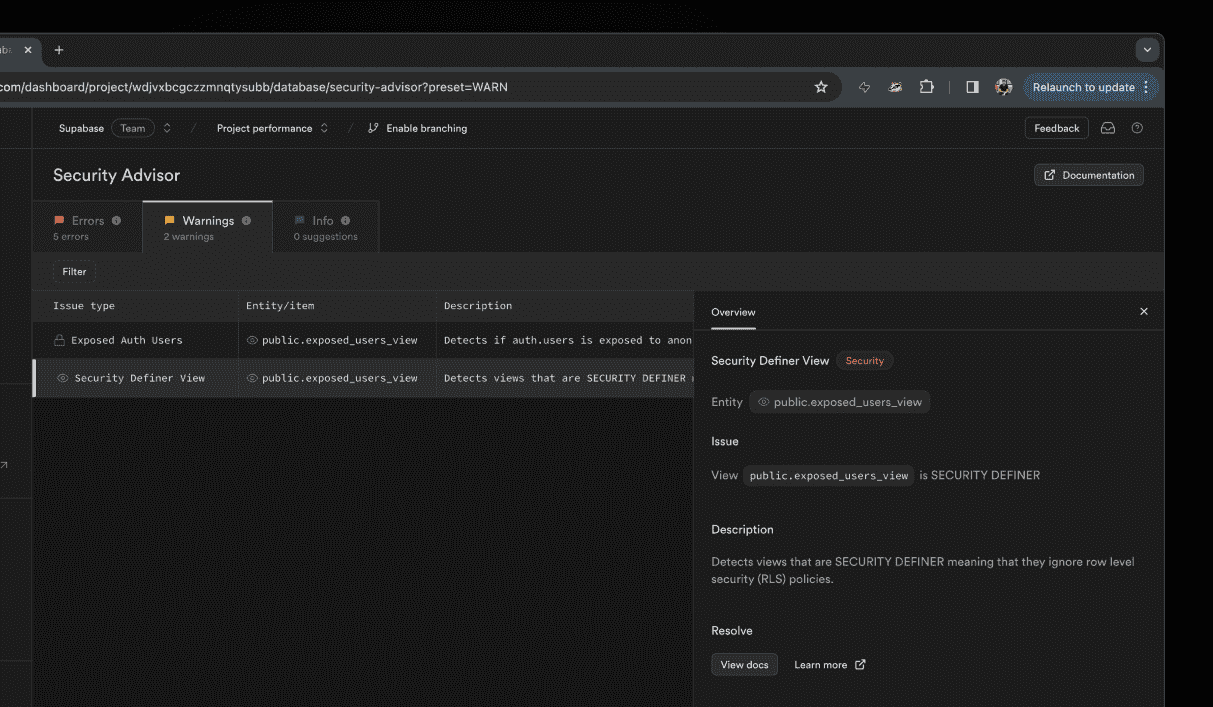 com/dashboard/project/wdjvxbcgczzmnqtysubb/database/security-advisor?preset=WARN
Relaunch to update
Supabase Team / Project performance / Enable branching
Feedback
Security Advisor
Documentation
Errors
5 errors
Warnings
2 warnings
Info
0 suggestions
Filter
Issue type Entity/item Description
Exposed Auth Users public.exposed_users_view Detects if auth.users is exposed to anon
Security Definer View public.exposed_users_view Detects views that are SECURITY DEFINER
Overview
Security Definer View Security
Entity public.exposed_users_view
Issue
View public.exposed_users_view is SECURITY DEFINER
Description
Detects views that are SECURITY DEFINER meaning that they ignore row level
security (RLS) policies.
Resolve
View docs Learn more